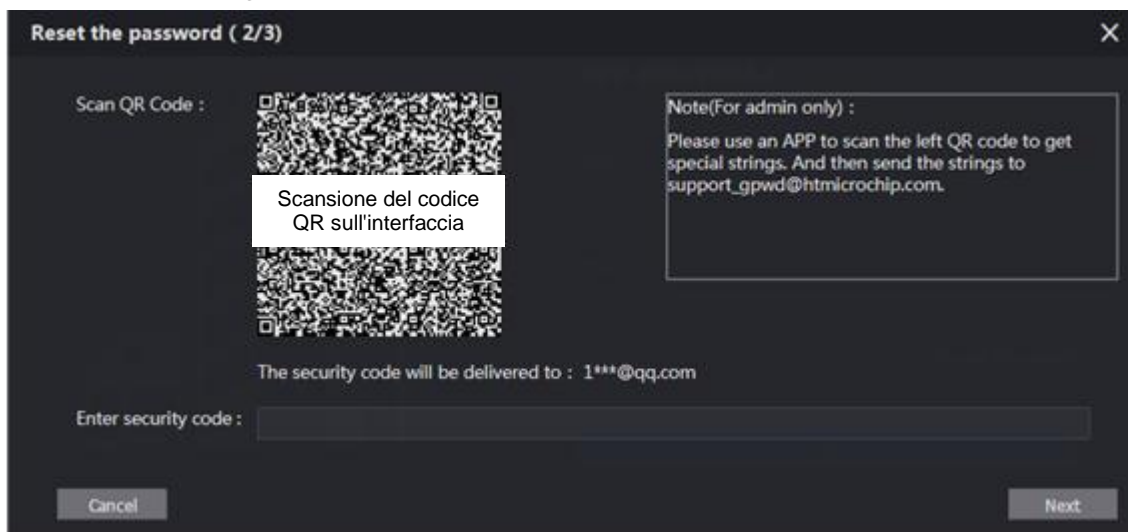 Reset the password ( 2/3)
Scan QR Code :
Note(For admin only) :
Please use an APP to scan the left QR code to get
special strings. And then send the strings to
support_gpwd@htmicrochip.com.
Scansione del codice
QR sull'interfaccia
The security code will be delivered to : 1***@qq.com
Enter security code :
Cancel
Next